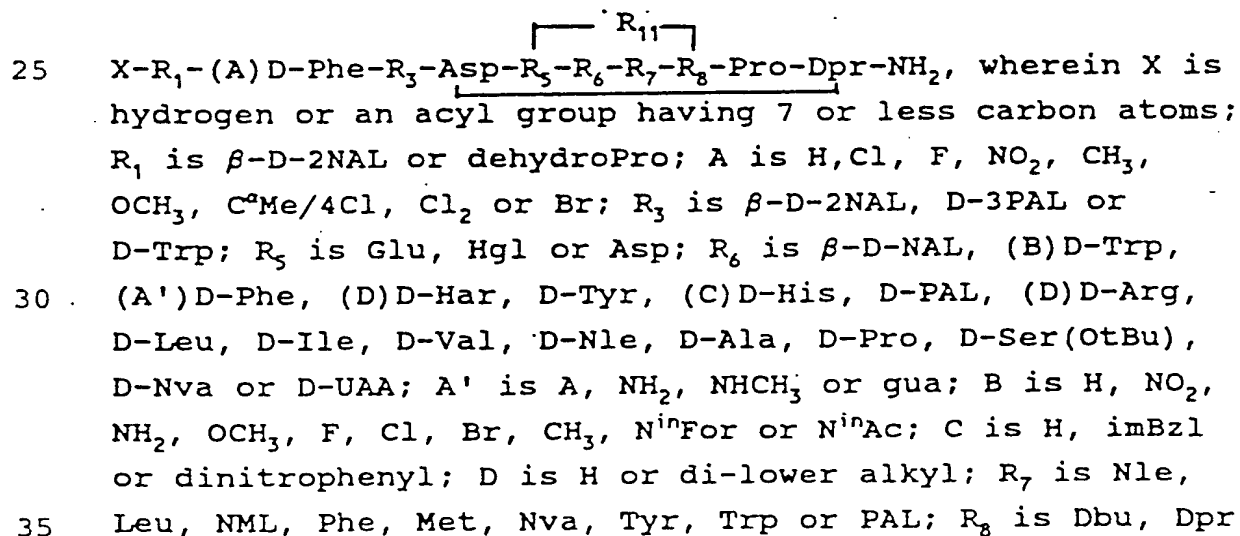 R₁₁
25 X-R₁-(A)D-Phe-R₃-Asp-R₅-R₆-R₇-R₈-Pro-Dpr-NH₂, wherein X is
hydrogen or an acyl group having 7 or less carbon atoms;
R₁ is β-D-2NAL or dehydroPro; A is H,Cl, F, NO₂, CH₃,
OCH₃, CᵅMe/4Cl, Cl₂ or Br; R₃ is β-D-2NAL, D-3PAL or
D-Trp; R₅ is Glu, Hgl or Asp; R₆ is β-D-NAL, (B)D-Trp,
30 (A')D-Phe, (D)D-Har, D-Tyr, (C)D-His, D-PAL, (D)D-Arg,
D-Leu, D-Ile, D-Val, D-Nle, D-Ala, D-Pro, D-Ser(OtBu),
D-Nva or D-UAA; A' is A, NH₂, NHCH₃ or gua; B is H, NO₂,
NH₂, OCH₃, F, Cl, Br, CH₃, NⁱⁿFor or NⁱⁿAc; C is H, imBzl
or dinitrophenyl; D is H or di-lower alkyl; R₇ is Nle,
35 Leu, NML, Phe, Met, Nva, Tyr, Trp or PAL; R₈ is Dbu, Dpr